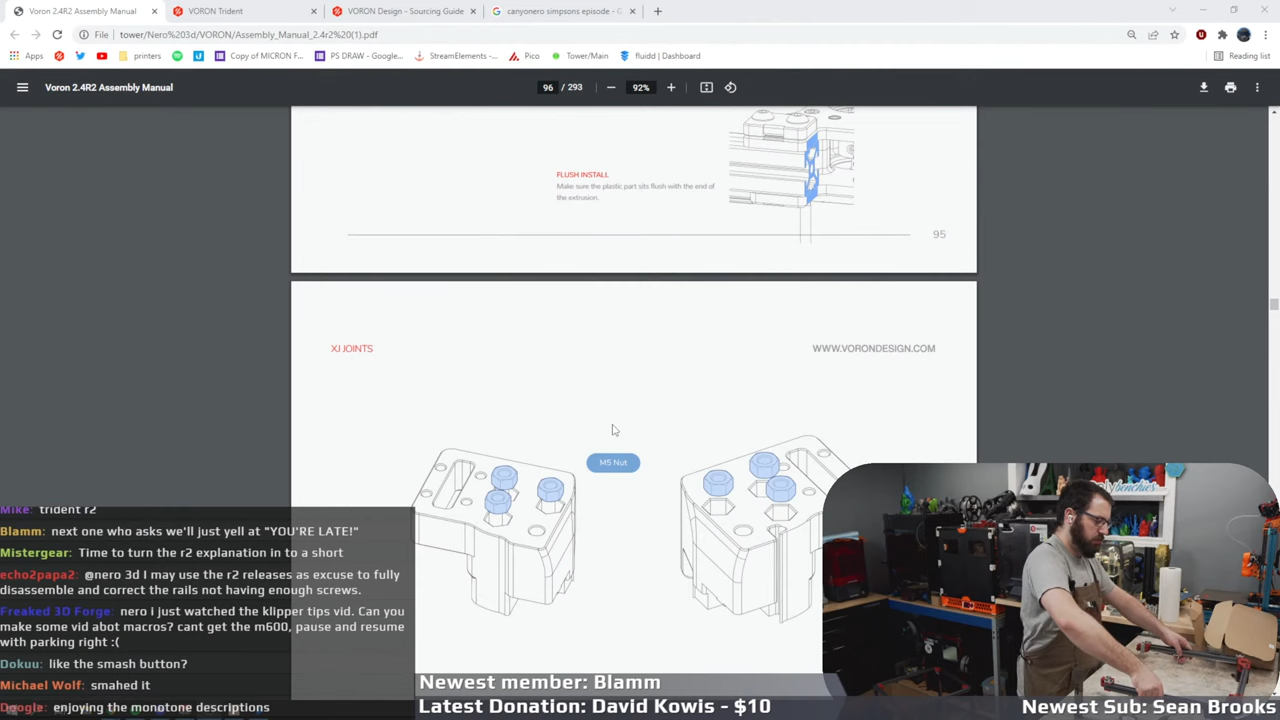 Voron 2.4R2 Assembly Manual
VORON Trident
VORON Design - Sourcing Guide
canyonero simpsons episode - G
File
tower/Nero%203d/VORON/Assembly_Manual_2.4r2%20(1).pdf
Apps
printers
Copy of MICRON F...
PS DRAW - Google...
StreamElements -...
Pico
Tower/Main
fluidd | Dashboard
Reading list
Voron 2.4R2 Assembly Manual
96 / 293
92%
FLUSH INSTALL
Make sure the plastic part sits flush with the end of
the extrusion.
95
XJ JOINTS
WWW.VORONDESIGN.COM
M5 Nut
Mike: trident r2
Blamm: next one who asks we'll just yell at "YOU'RE LATE!"
Mistergear: Time to turn the r2 explanation in to a short
echo2papa2: @nero 3d I may use the r2 releases as excuse to fully
disassemble and correct the rails not having enough screws.
Freaked 3D Forge: nero i just watched the klipper tips vid. Can you
make some vid abot macros? cant get the m600, pause and resume
with parking right :(
Dokuu: like the smash button?
Michael Wolf: smahed it
enjoying the monotone descriptions
Newest member: Blamm
Latest Donation: David Kowis - $10
Newest Sub: Sean Brooks